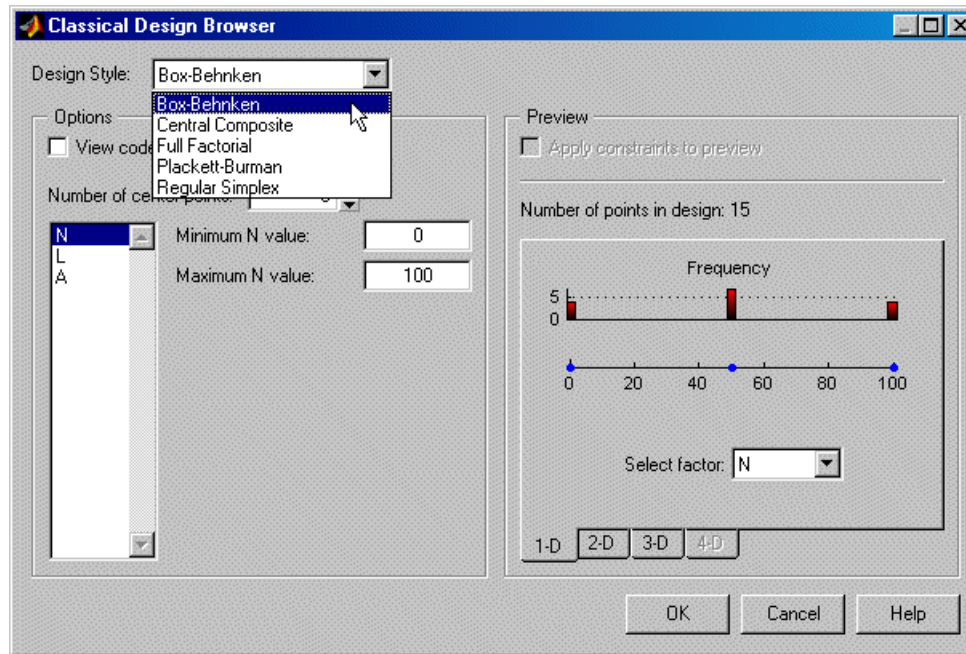 Classical Design Browser
Design Style: Box-Behnken
Box-Behnken
Central Composite
Full Factorial
Plackett-Burman
Regular Simplex
Options
View code
Number of center points:
N
L
A
Minimum N value: 0
Maximum N value: 100
Preview
Apply constraints to preview
Number of points in design: 15
Frequency
5
0
0 20 40 60 80 100
Select factor: N
1-D 2-D 3-D 4-D
OK Cancel Help